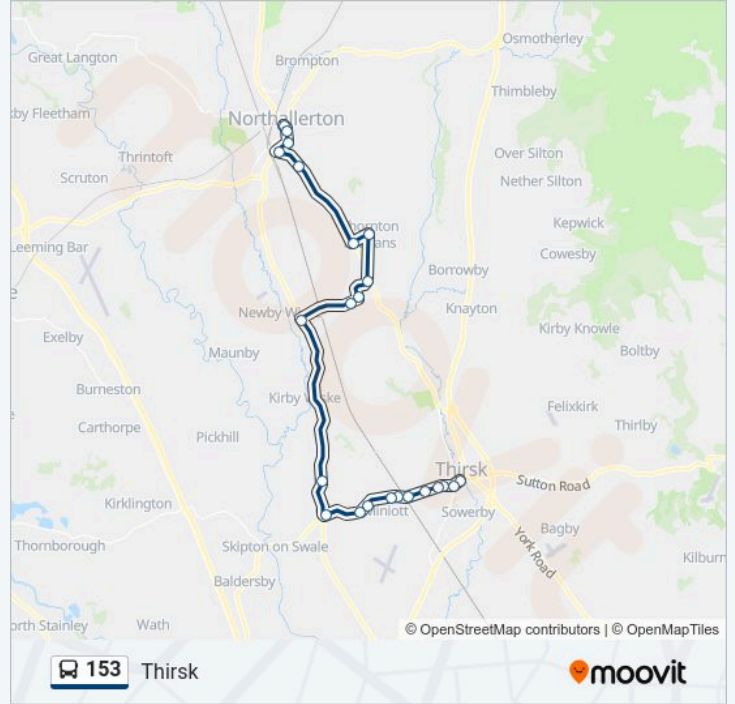 Osmotherley
Great Langton
Brompton
Thimbleby
by Fleetham
Northallerton
Thrintoft
Over Silton
Scruton
Nether Silton
Kepwick
Leeming Bar
Cowesby
Borrowby
Newby
Knayton
Kirby Knowle
Exelby
Maunby
Boltby
Burneston
Kirby
Felixkirk
Carthorpe
Pickhill
Thirlby
Thirsk
Sutton Road
Kirklington
Sowerby
Bagby
Thornborough
Skipton on Swale
York Road
Kilburn
Baldersby
Wath
orth Stainley
© OpenStreetMap contributors | © OpenMapTiles
153 Thirsk
moovit